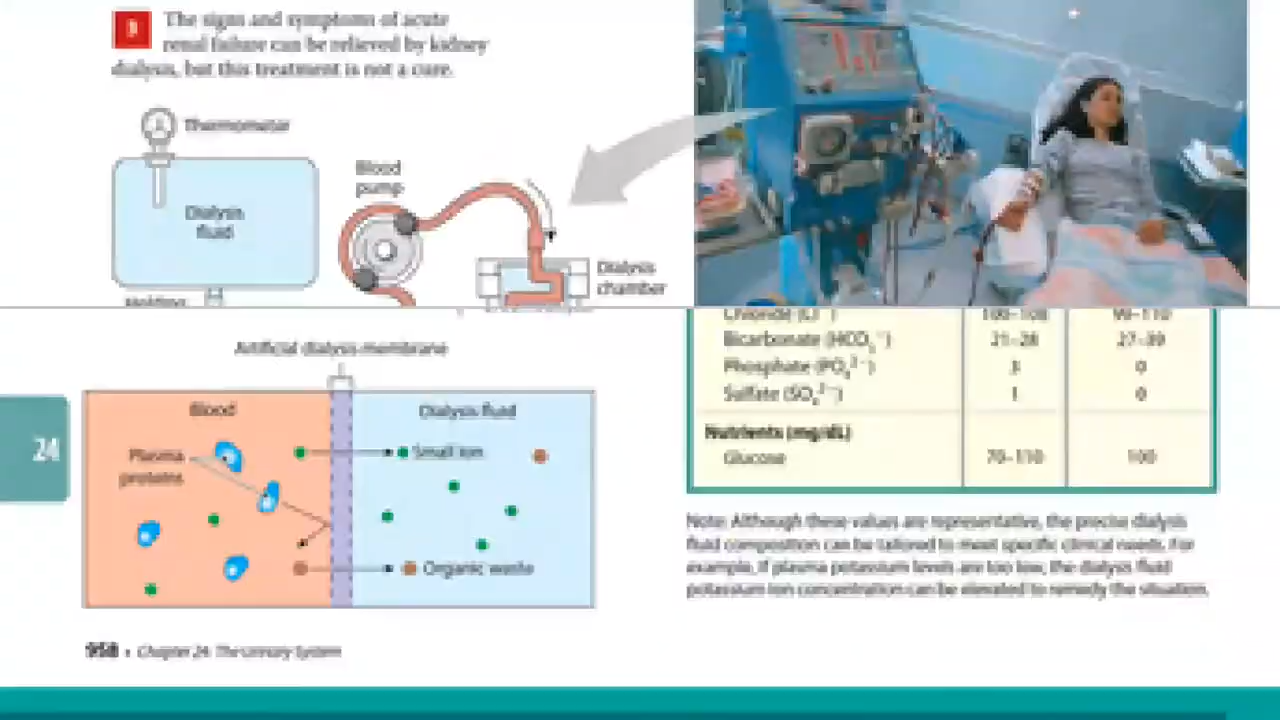 The signs and symptoms of acute
renal failure can be relieved by kidney
dialysis, but this treatment is not a cure.
Thermometer
Dialysis
fluid
Blood
pump
Dialysis
chamber
Holding
Artificial dialysis membrane
Blood
Dialysis fluid
Plasma
proteins
Small ion
Organic waste
24
Chloride (Cl⁻) 100–108
Bicarbonate (HCO₃⁻) 21–28 27–39
Phosphate (PO₄³⁻) 3 0
Sulfate (SO₄²⁻) 1 0
Nutrients (mg/dL)
Glucose 70–110 100
Note: Although these values are representative, the precise dialysis
fluid composition can be tailored to meet specific clinical needs. For
example, if plasma potassium levels are too low, the dialysis fluid
potassium ion concentration can be elevated to remedy the situation.
958 • Chapter 24: The Urinary System